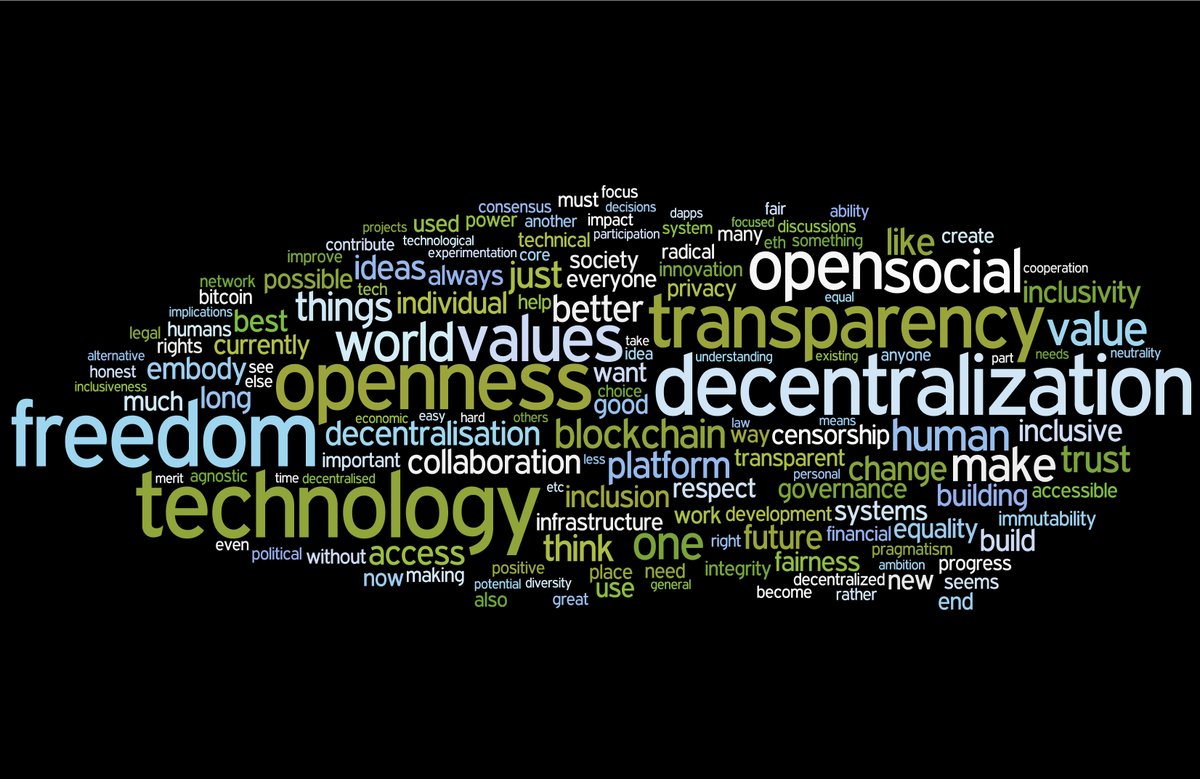 focus
must
consensus
decisions
fair
ability
dapps
projects
used
power
another
impact
focused
discussions
contribute
technological
technical
participation
system
many
eth
something
like
create
improve
experimentation
core
society
radical
network
possible
ideas
always
just
everyone
innovation
open
social
cooperation
bitcoin
tech
things
individual
help
better
privacy
equal
inclusivity
implications
legal
humans
best
transparency
value
rights
currently
world
values
take
idea
understanding
existing
anyone
part
needs
neutrality
alternative
honest
embody
see
else
openness
want
choice
good
decentralization
inclusiveness
much
long
freedom
economic
easy
hard
others
decentralisation
blockchain
law
way
means
censorship
human
inclusive
important
collaboration
less
platform
transparent
personal
change
make
trust
merit
agnostic
time
decentralised
technology
etc
inclusion
respect
governance
building
accessible
infrastructure
work
development
systems
immutability
even
political
without
access
think
one
right
future
financial
equality
build
pragmatism
now
making
positive
place
need
integrity
fairness
ambition
progress
potential
diversity
use
general
decentralized
new
seems
also
great
become
rather
end